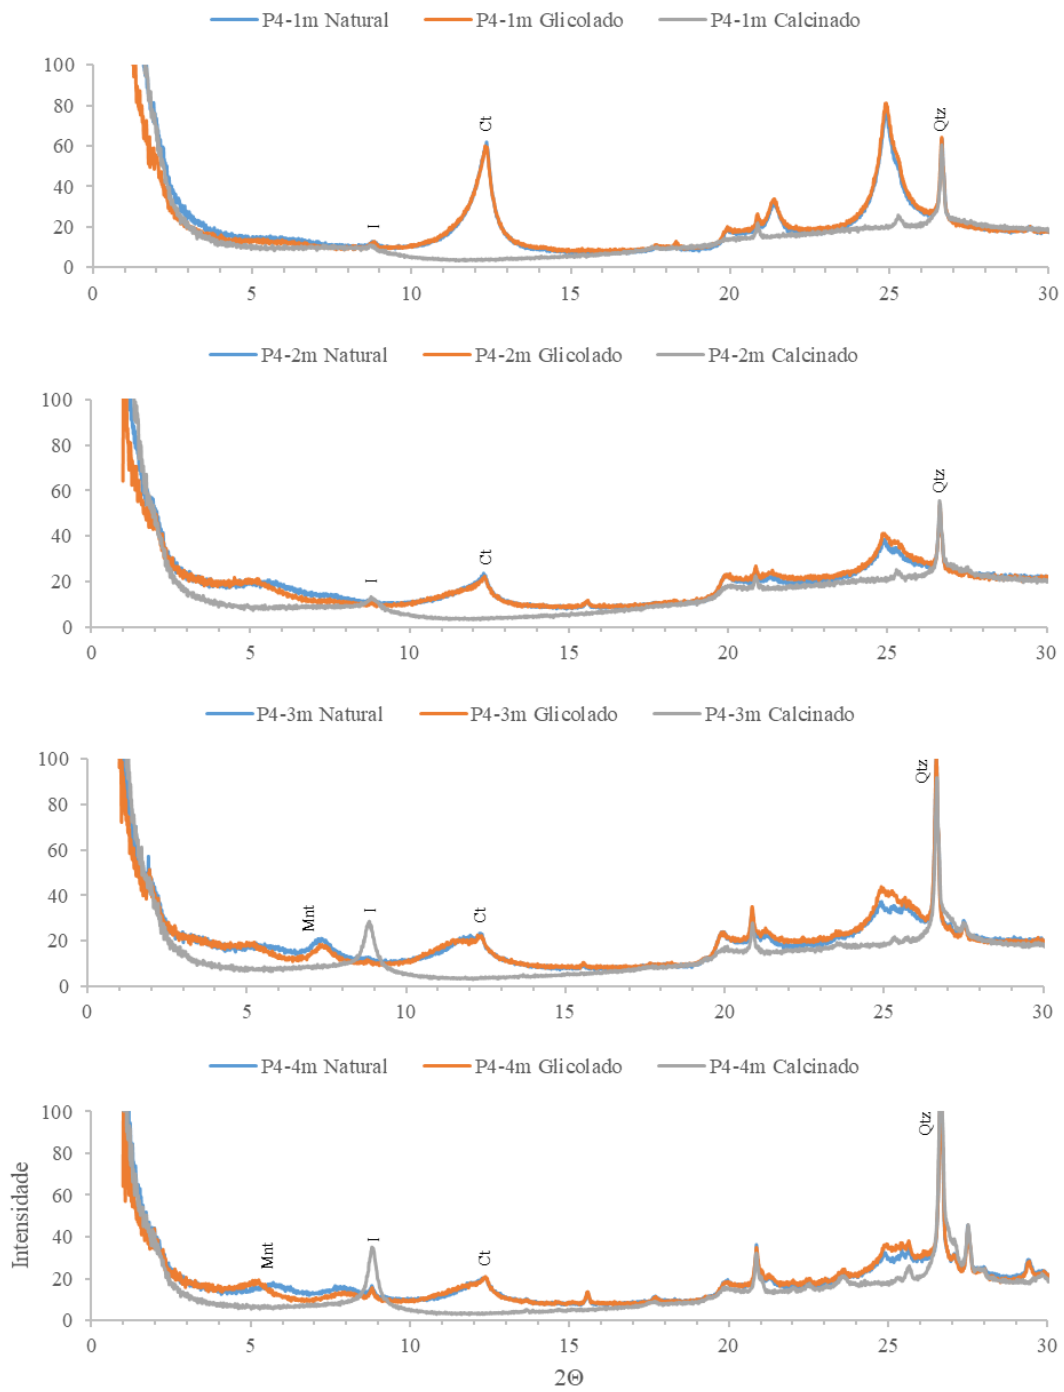 P4-1m Natural P4-1m Glicolado P4-1m Calcinado
100
80
60
40
20
0
I
Ct
Qtz
0 5 10 15 20 25 30
P4-2m Natural P4-2m Glicolado P4-2m Calcinado
100
80
60
40
20
0
I
Ct
Qtz
0 5 10 15 20 25 30
P4-3m Natural P4-3m Glicolado P4-3m Calcinado
100
80
60
40
20
0
Mnt
I
Ct
Qtz
0 5 10 15 20 25 30
P4-4m Natural P4-4m Glicolado P4-4m Calcinado
Intensidade
100
80
60
40
20
0
Mnt
I
Ct
Qtz
0 5 10 15 20 25 30
2Θ